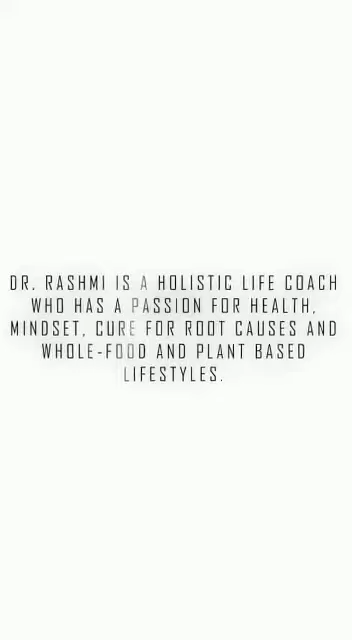 DR. RASHMI IS A HOLISTIC LIFE COACH
WHO HAS A PASSION FOR HEALTH,
MINDSET, CURE FOR ROOT CAUSES AND
WHOLE-FOOD AND PLANT BASED
LIFESTYLES.